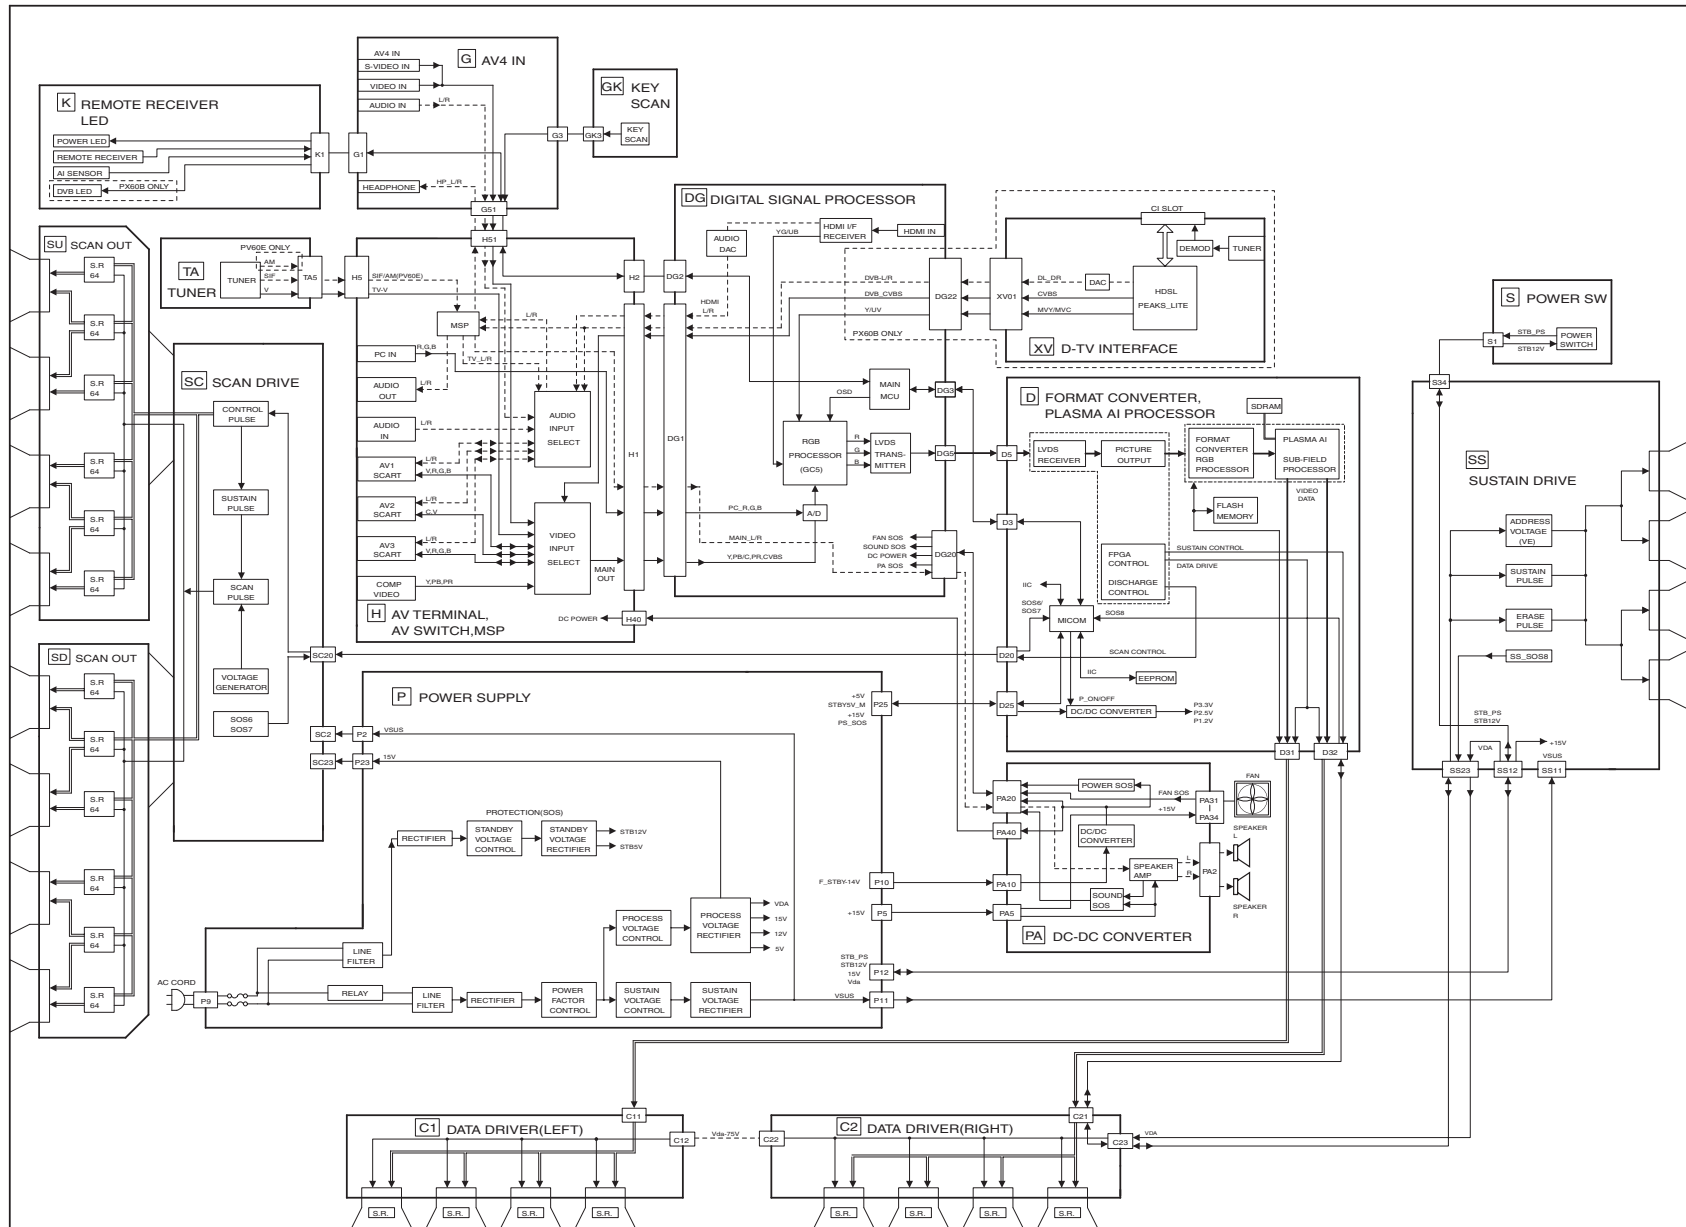 G
AV4 IN
AV4 IN
S-VIDEO IN
VIDEO IN
AUDIO IN
L/R
HEADPHONE
HP_L/R
G1
G3
G51
GK
KEY
SCAN
GK3
KEY
SCAN
K
REMOTE RECEIVER
LED
POWER LED
REMOTE RECEIVER
AI SENSOR
DVB LED
PX60B ONLY
K1
SU
SCAN OUT
S.R
64
S.R
64
S.R
64
S.R
64
S.R
64
S.R
64
TA
TUNER
PV60E ONLY
AM
SIF
V
TUNER
TA5
H5
SIF/AM(PV60E)
TV-V
H51
H2
DG2
MSP
L/R
PC IN
R,G,B
TV_L/R
AUDIO
OUT
L/R
AUDIO
IN
L/R
AV1
SCART
L/R
V,R,G,B
AV2
SCART
L/R
C,V
AV3
SCART
L/R
V,R,G,B
COMP
VIDEO
Y,PB,PR
AUDIO
INPUT
SELECT
VIDEO
INPUT
SELECT
MAIN
OUT
H1
H
AV TERMINAL,
AV SWITCH,MSP
DC POWER
H40
DG
DIGITAL SIGNAL PROCESSOR
YG/UB
HDMI I/F
RECEIVER
HDMI IN
AUDIO
DAC
HDMI
L/R
DVB-L/R
DVB_CVBS
Y/UV
PX60B ONLY
DG22
DG1
MAIN
MCU
OSD
DG3
RGB
PROCESSOR
(GC5)
R
G
B
LVDS
TRANS-
MITTER
DG5
PC_R,G,B
A/D
MAIN_L/R
Y,PB/C,PR,CVBS
FAN SOS
SOUND SOS
DC POWER
PA SOS
DG20
CI SLOT
DEMOD
TUNER
DL_DR
DAC
CVBS
MVY/MVC
HDSL
PEAKS_LITE
XV01
XV
D-TV INTERFACE
S
POWER SW
S1
STB_PS
STB12V
POWER
SWITCH
S34
D
FORMAT CONVERTER,
PLASMA AI PROCESSOR
SDRAM
D5
LVDS
RECEIVER
PICTURE
OUTPUT
FORMAT
CONVERTER
RGB
PROCESSOR
PLASMA AI
SUB-FIELD
PROCESSOR
VIDEO
DATA
FLASH
MEMORY
D3
FPGA
CONTROL
DISCHARGE
CONTROL
SUSTAIN CONTROL
DATA DRIVE
IIC
SOS6/
SOS7
SOS8
MICOM
D20
SCAN CONTROL
IIC
EEPROM
P_ON/OFF
D25
DC/DC CONVERTER
P3.3V
P2.5V
P1.2V
D31
D32
SS
SUSTAIN DRIVE
ADDRESS
VOLTAGE
(VE)
SUSTAIN
PULSE
ERASE
PULSE
SS_SOS8
STB_PS
STB12V
VDA
+15V
VSUS
SS23
SS12
SS11
SC
SCAN DRIVE
CONTROL
PULSE
SUSTAIN
PULSE
SCAN
PULSE
VOLTAGE
GENERATOR
SOS6
SOS7
SC20
SC2
SC23
SD
SCAN OUT
S.R
64
S.R
64
S.R
64
S.R
64
S.R
64
S.R
64
P
POWER SUPPLY
P2
VSUS
P23
15V
+5V
STBY5V_M
+15V
PS_SOS
P25
PROTECTION(SOS)
RECTIFIER
STANDBY
VOLTAGE
CONTROL
STANDBY
VOLTAGE
RECTIFIER
STB12V
STB5V
F_STBY-14V
P10
+15V
P5
PROCESS
VOLTAGE
CONTROL
PROCESS
VOLTAGE
RECTIFIER
VDA
15V
12V
5V
STB_PS
STB12V
15V
Vda
P12
VSUS
P11
LINE
FILTER
AC CORD
P9
RELAY
LINE
FILTER
RECTIFIER
POWER
FACTOR
CONTROL
SUSTAIN
VOLTAGE
CONTROL
SUSTAIN
VOLTAGE
RECTIFIER
PA20
POWER SOS
FAN SOS
+15V
PA31
I
PA34
FAN
PA40
DC/DC
CONVERTER
SPEAKER
L
SPEAKER
AMP
L
R
PA2
PA10
SOUND
SOS
SPEAKER
R
PA5
PA
DC-DC CONVERTER
C11
C1
DATA DRIVER(LEFT)
C12
Vda-75V
C22
C2
DATA DRIVER(RIGHT)
C21
C23
VDA
S.R.
S.R.
S.R.
S.R.
S.R.
S.R.
S.R.
S.R.